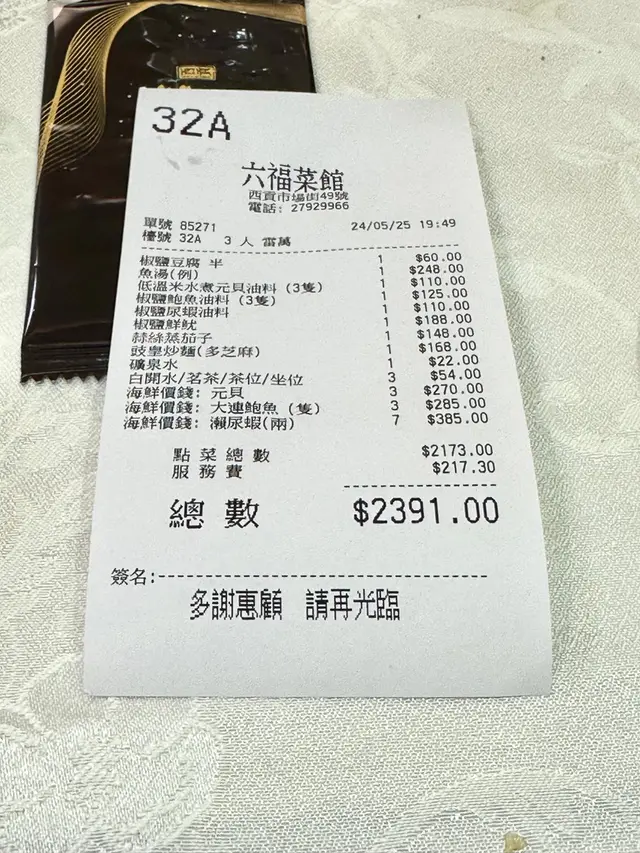 32A
六福菜館
西貢市場街49號
電話: 27929966
單號 85271 24/05/25 19:49
檯號 32A 3 人 雷萬
椒鹽豆腐 半 1 $60.00
魚湯(例) 1 $248.00
低溫米水煮元貝油料 (3隻) 1 $110.00
椒鹽鮑魚油料 (3隻) 1 $125.00
椒鹽尿蝦油料 1 $110.00
椒鹽鮮魷 1 $188.00
蒜絲蒸茄子 1 $148.00
豉皇炒麵(多芝麻) 1 $168.00
礦泉水 1 $22.00
白開水/茗茶/茶位/坐位 3 $54.00
海鮮價錢: 元貝 3 $270.00
海鮮價錢: 大連鮑魚 (隻) 3 $285.00
海鮮價錢: 瀨尿蝦(兩) 7 $385.00
點菜總數 $2173.00
服務費 $217.30
總數 $2391.00
簽名:
多謝惠顧 請再光臨